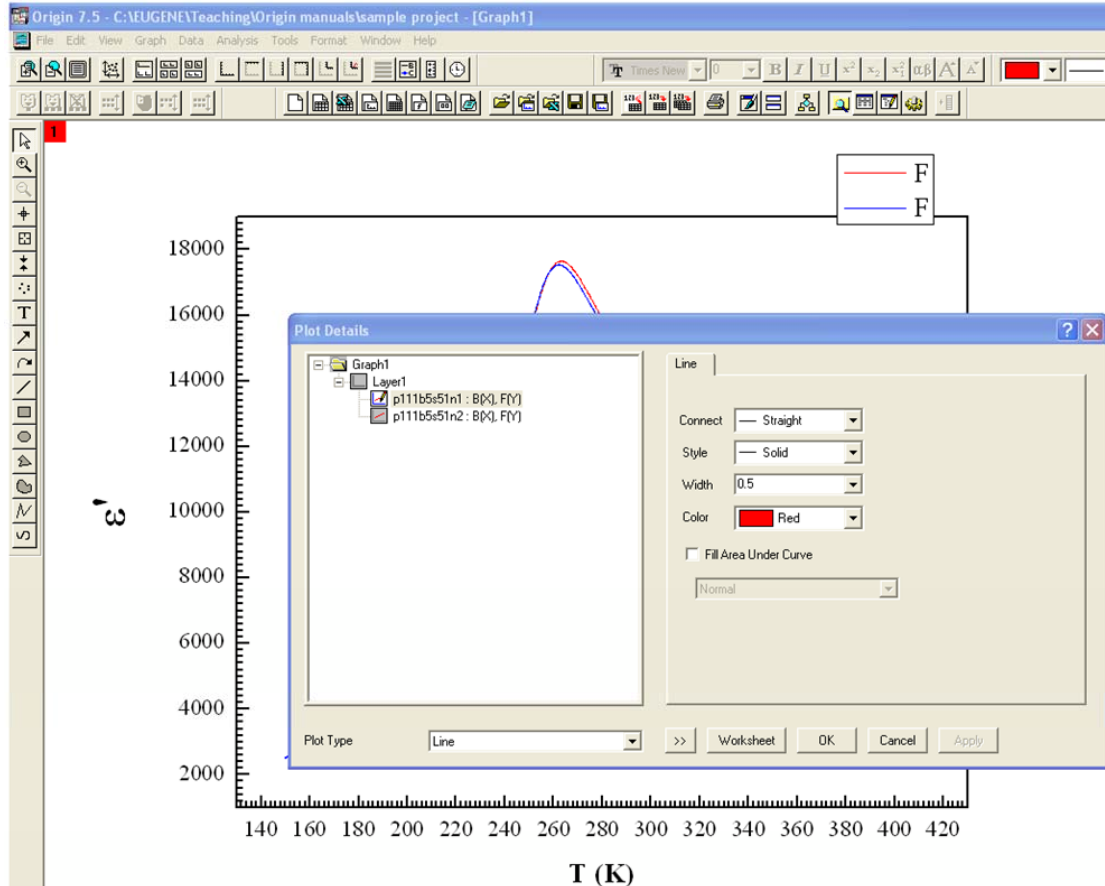 Origin 7.5 - C:\EUGENE\Teaching\Origin manuals\sample project - [Graph1]
File Edit View Graph Data Analysis Tools Format Window Help
Times New 0 B I U x² x₂ x₁² αβ A A
1
F
F
18000
16000
14000
12000
10000
8000
6000
4000
2000
ε'
140 160 180 200 220 240 260 280 300 320 340 360 380 400 420
T (K)
Plot Details
Graph1
Layer1
p111b5s51n1 : B(X), F(Y)
p111b5s51n2 : B(X), F(Y)
Line
Connect Straight
Style Solid
Width 0.5
Color Red
Fill Area Under Curve
Normal
Plot Type Line >> Worksheet OK Cancel Apply